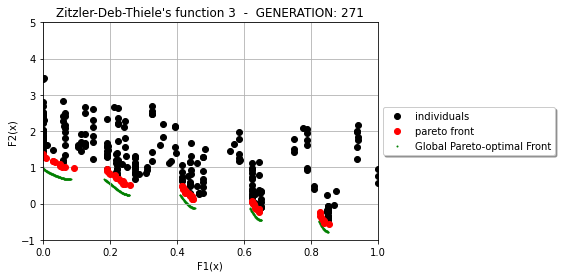 Zitzler-Deb-Thiele's function 3 - GENERATION: 271
5
4
3
2
1
0
-1
F2(x)
0.0 0.2 0.4 0.6 0.8 1.0
F1(x)
individuals
pareto front
Global Pareto-optimal Front